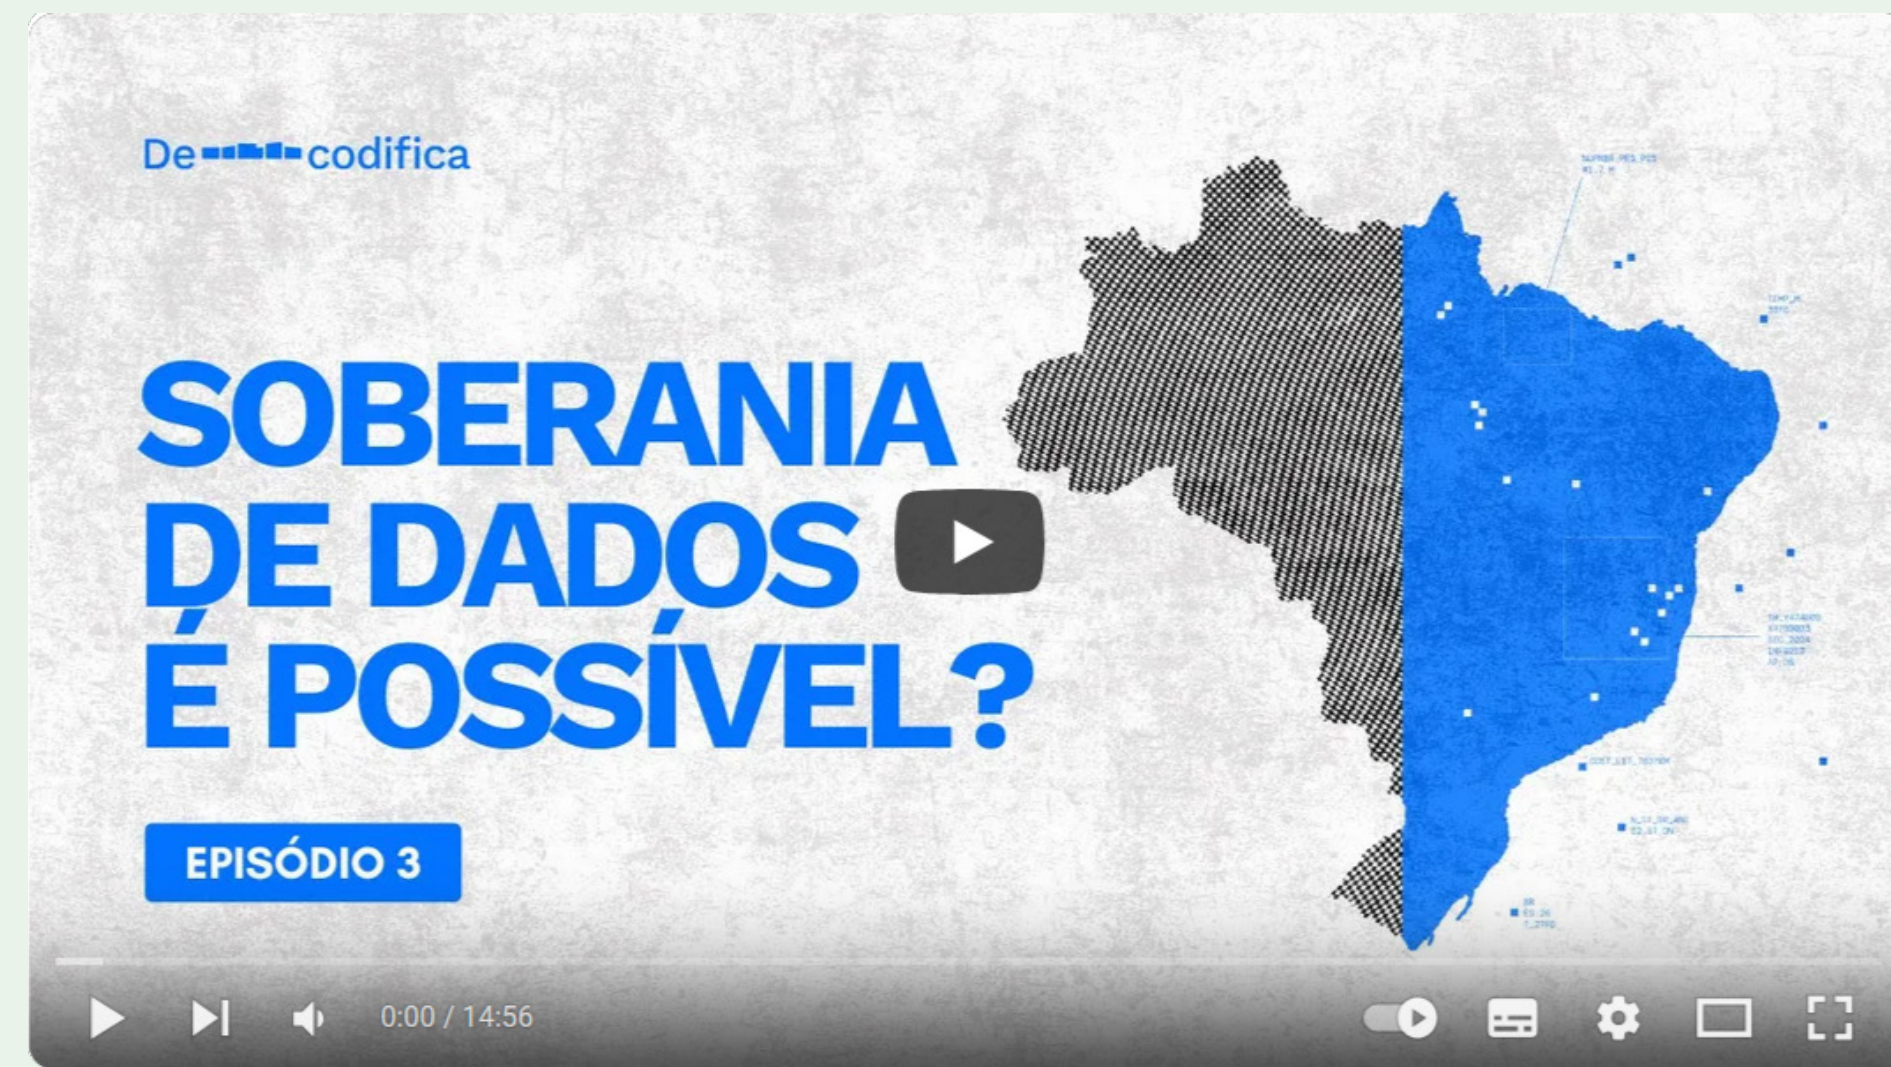 De codifica
SOBERANIA
DE DADOS
É POSSÍVEL?
EPISÓDIO 3
0:00 / 14:56